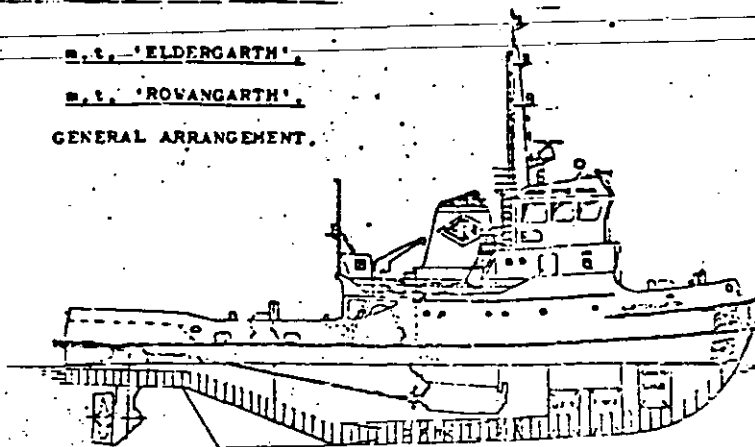 m.t. 'ELDERGARTH'.
m.t. 'ROWANGARTH'.
GENERAL ARRANGEMENT.